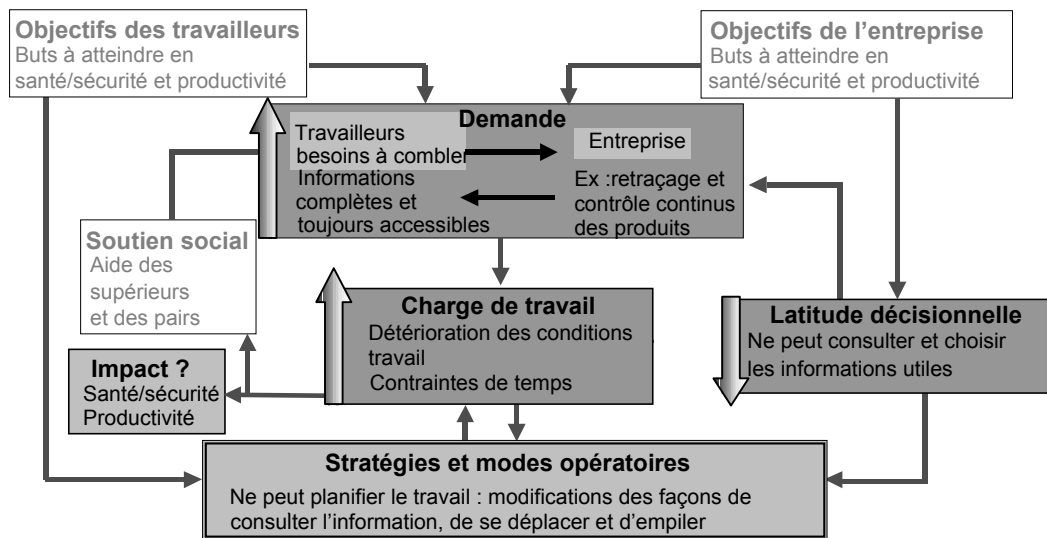 Objectifs des travailleurs
Buts à atteindre en
santé/sécurité et productivité
Objectifs de l'entreprise
Buts à atteindre en
santé/sécurité et productivité
Demande
Travailleurs
besoins à combler
Informations
complètes et
toujours accessibles
Entreprise
Ex :retraçage et
contrôle continus
des produits
Soutien social
Aide des
supérieurs
et des pairs
Charge de travail
Détérioration des conditions
travail
Contraintes de temps
Latitude décisionnelle
Ne peut consulter et choisir
les informations utiles
Impact ?
Santé/sécurité
Productivité
Stratégies et modes opératoires
Ne peut planifier le travail : modifications des façons de
consulter l'information, de se déplacer et d'empiler